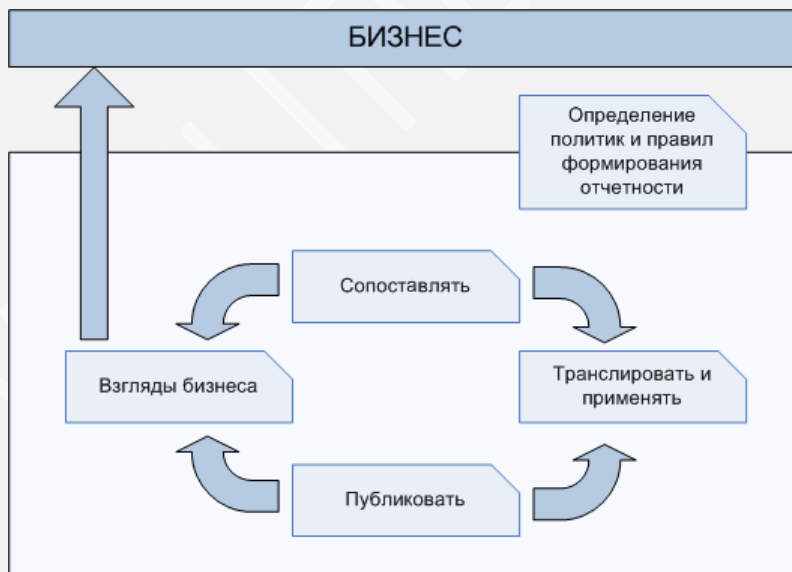 БИЗНЕС
Определение
политик и правил
формирования
отчетности
Сопоставлять
Взгляды бизнеса
Транслировать и
применять
Публиковать